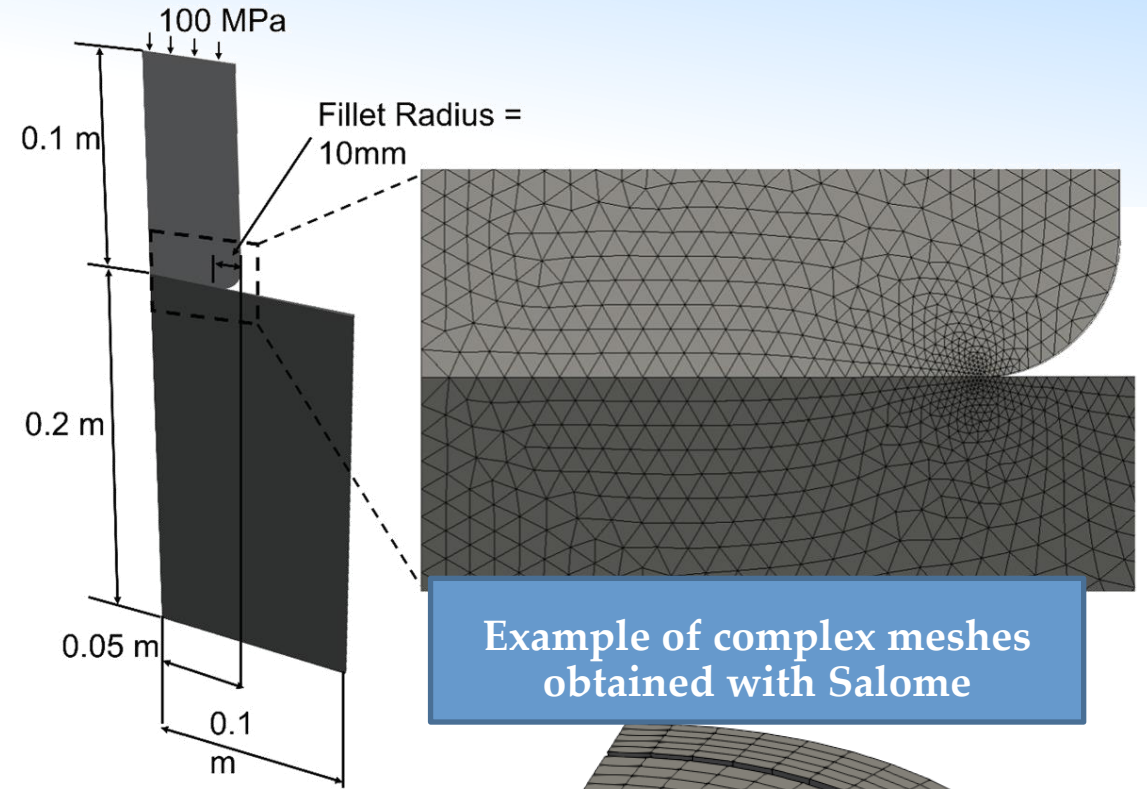 100 MPa
Fillet Radius =
10mm
0.1 m
0.2 m
0.05 m
0.1
m
Example of complex meshes
obtained with Salome